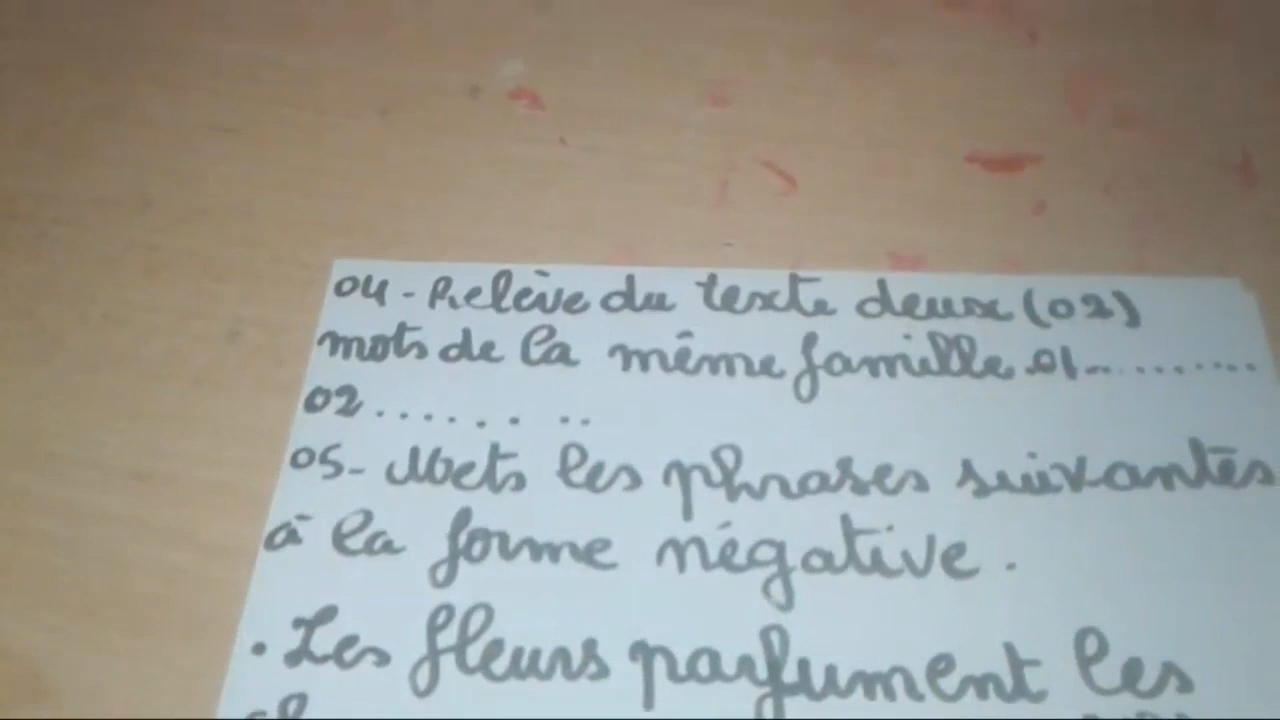 04-Relève du texte deux (02)
mots de la même famille.01-.........
02........
05-Mets les phrases suivantes
à la forme négative.
.Les fleurs parfument les